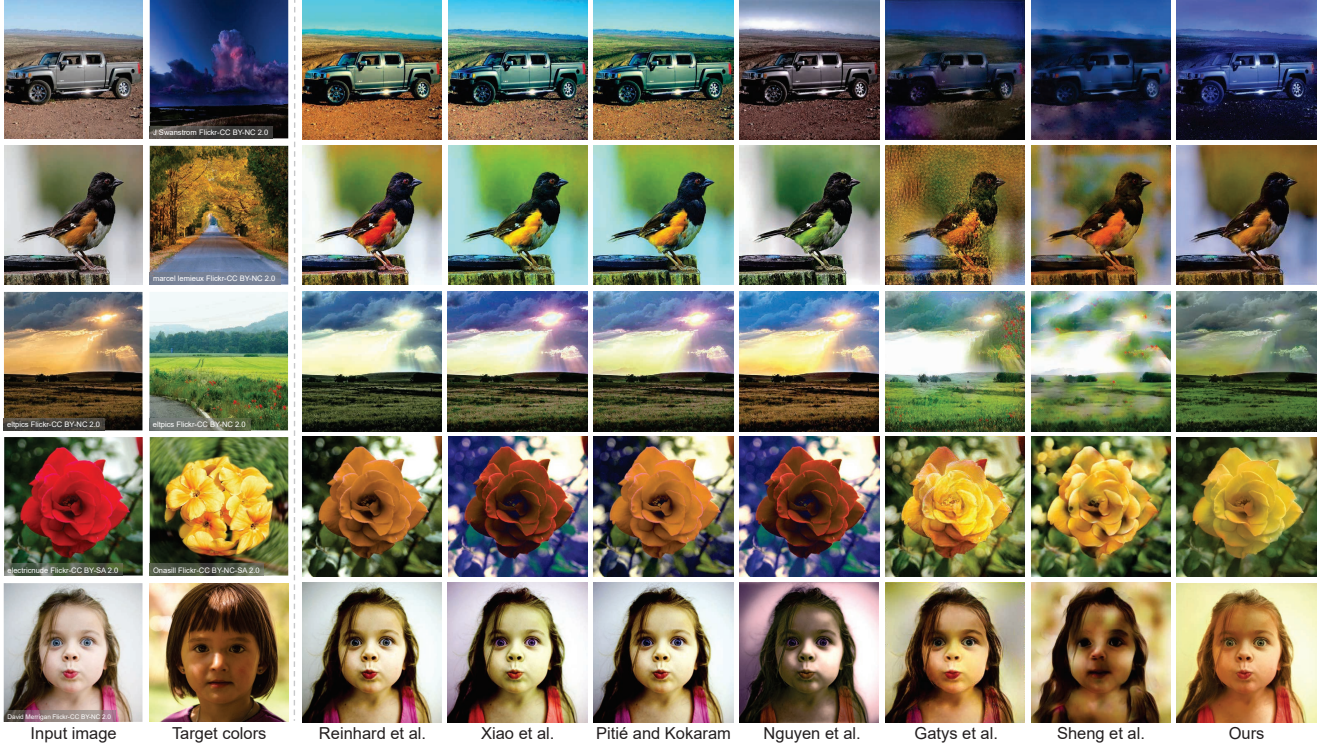 J Swanstrom Flickr-CC BY-NC 2.0
marcel lemieux Flickr-CC BY-NC 2.0
eltpics Flickr-CC BY-NC 2.0
eltpics Flickr-CC BY-NC 2.0
electricnude Flickr-CC BY-SA 2.0
Onasill Flickr-CC BY-NC-SA 2.0
David Merrigan Flickr-CC BY-NC 2.0
Input image
Target colors
Reinhard et al.
Xiao et al.
Pitié and Kokaram
Nguyen et al.
Gatys et al.
Sheng et al.
Ours